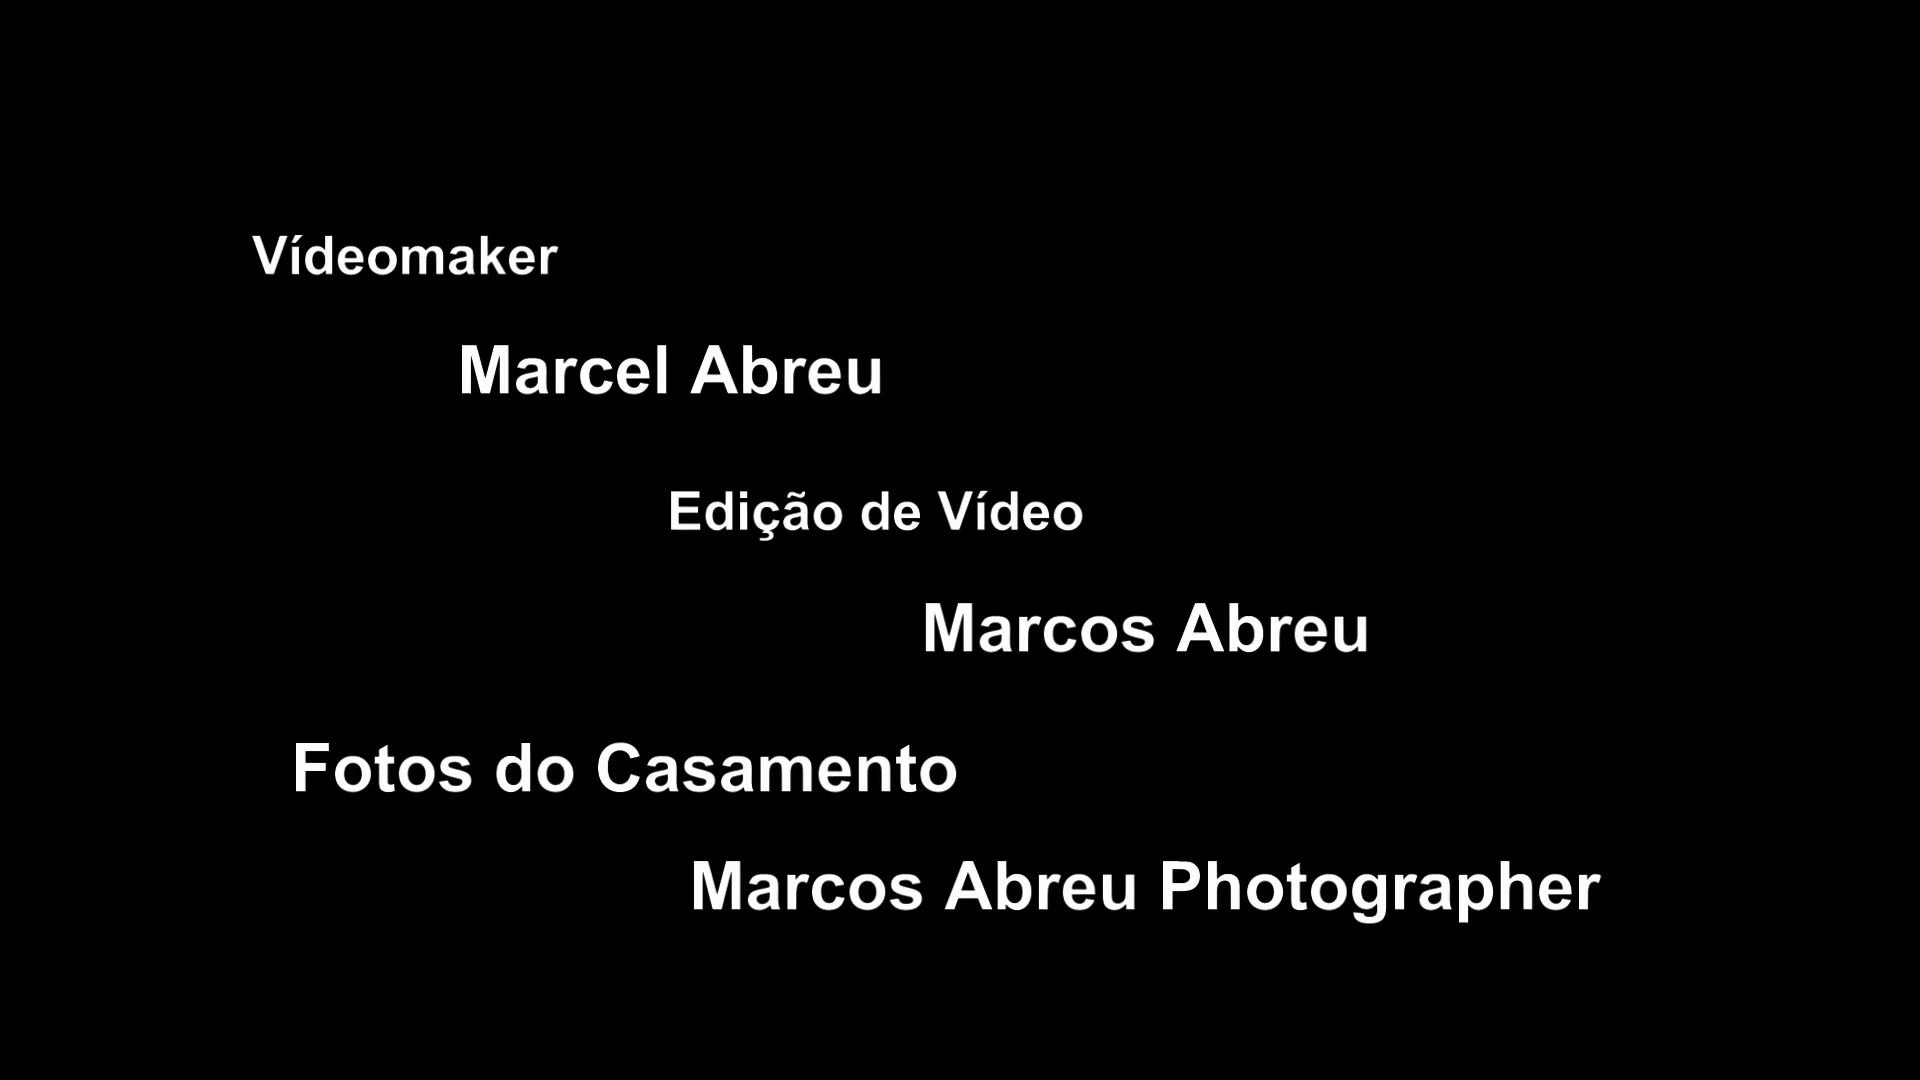 Vídeomaker
Marcel Abreu
Edição de Vídeo
Marcos Abreu
Fotos do Casamento
Marcos Abreu Photographer